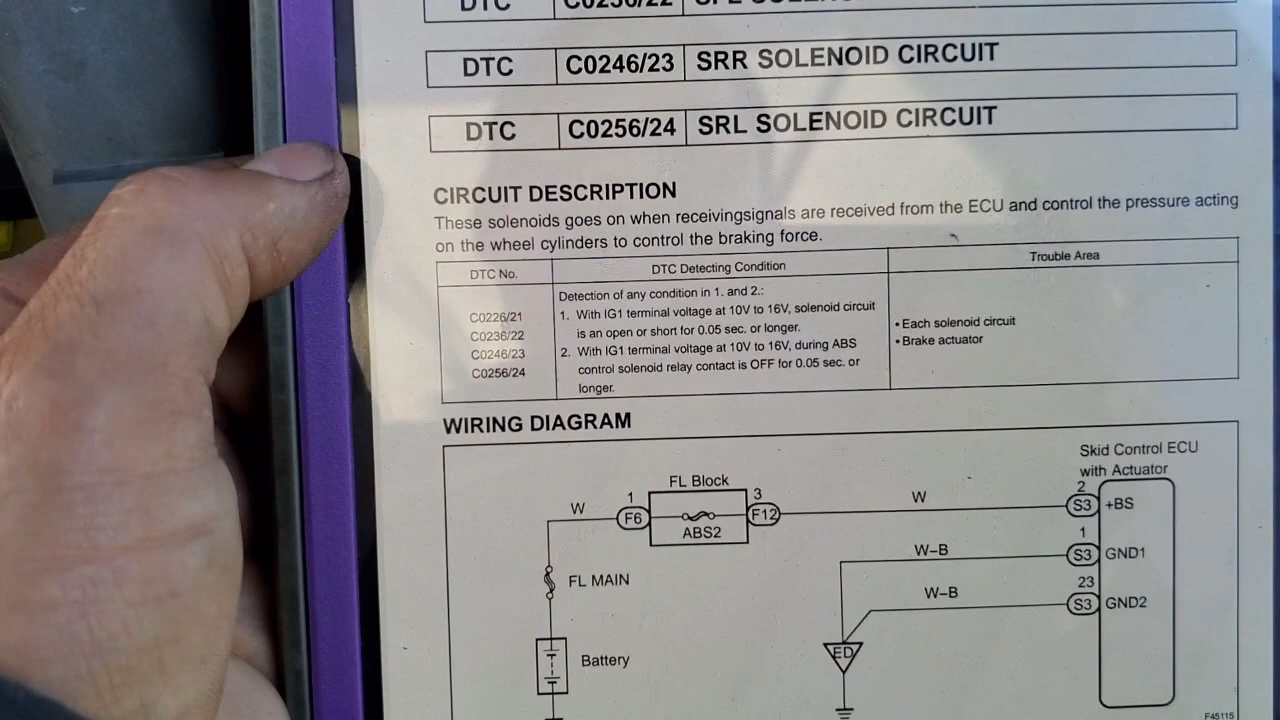 DTC C0236/22
DTC C0246/23 SRR SOLENOID CIRCUIT
DTC C0256/24 SRL SOLENOID CIRCUIT
CIRCUIT DESCRIPTION
These solenoids goes on when receivingsignals are received from the ECU and control the pressure acting
on the wheel cylinders to control the braking force.
DTC No. DTC Detecting Condition Trouble Area
C0226/21
C0236/22
C0246/23
C0256/24
Detection of any condition in 1. and 2.:
1. With IG1 terminal voltage at 10V to 16V, solenoid circuit
is an open or short for 0.05 sec. or longer.
2. With IG1 terminal voltage at 10V to 16V, during ABS
control solenoid relay contact is OFF for 0.05 sec. or
longer.
• Each solenoid circuit
• Brake actuator
WIRING DIAGRAM
Skid Control ECU
with Actuator
FL Block
W 1 F6 ABS2 3 F12 W 2 S3 +BS
W-B 1 S3 GND1
FL MAIN
W-B 23 S3 GND2
Battery
ED
F45115